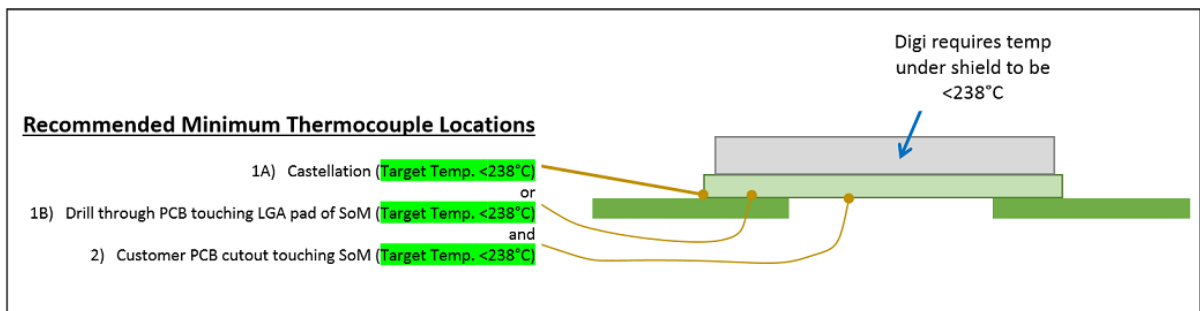 Digi requires temp
under shield to be
<238°C
Recommended Minimum Thermocouple Locations
1A) Castellation (Target Temp. <238°C)
or
1B) Drill through PCB touching LGA pad of SoM (Target Temp. <238°C)
and
2) Customer PCB cutout touching SoM (Target Temp. <238°C)